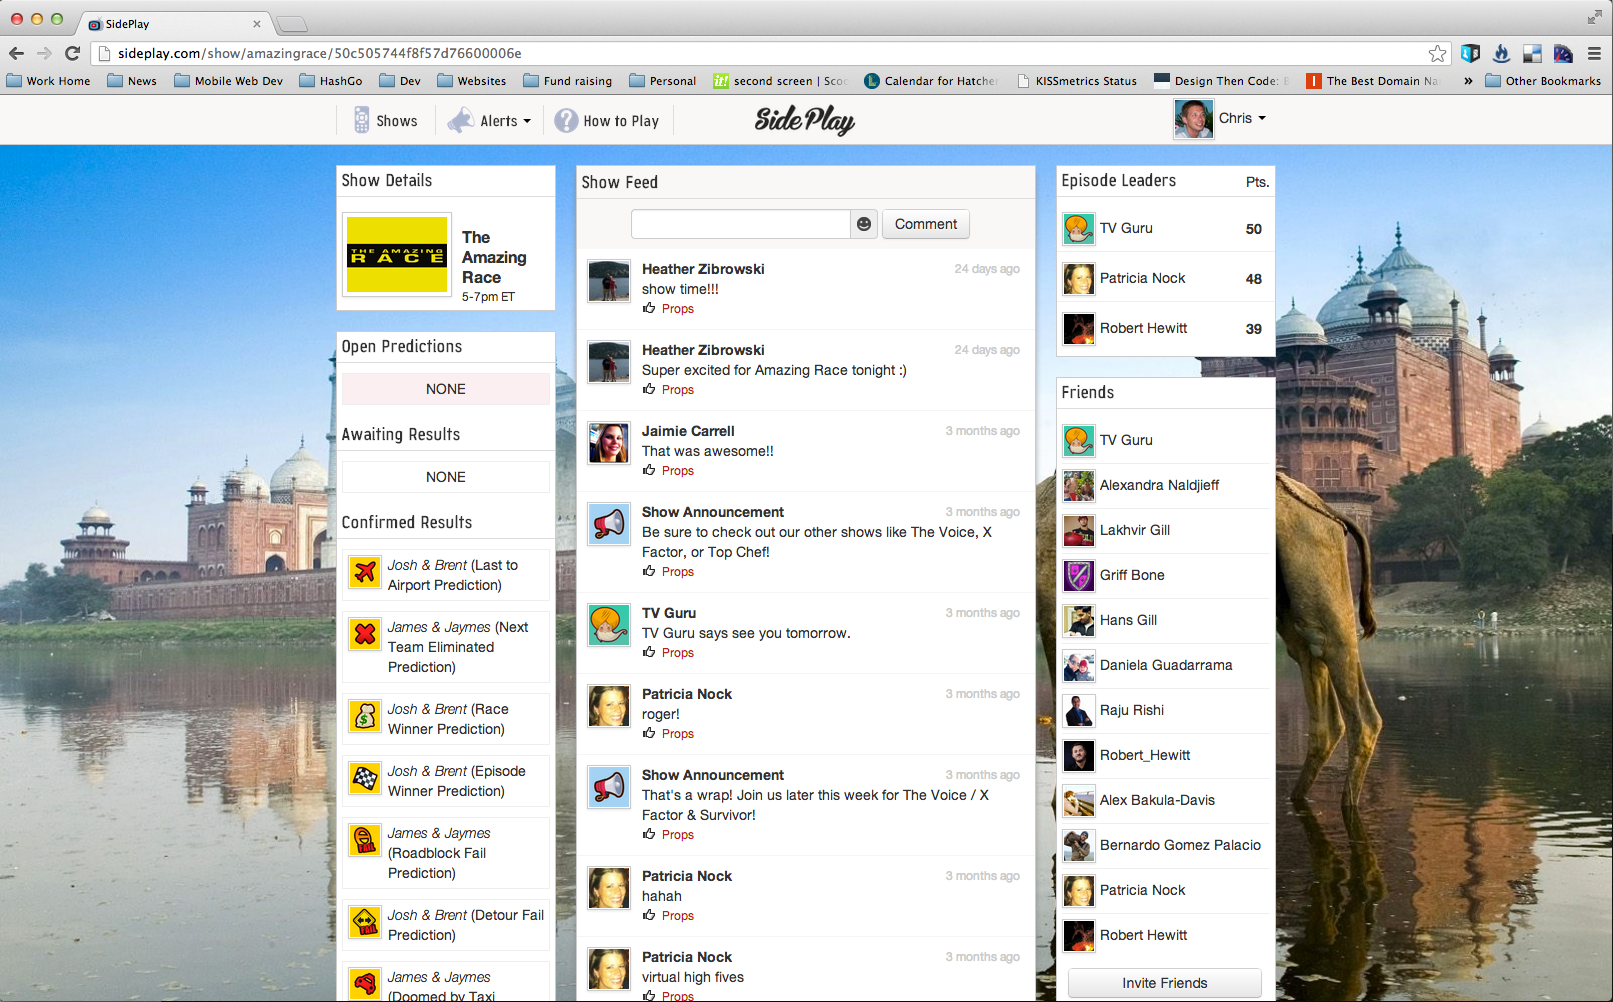 SidePlay
sideplay.com/show/amazingrace/50c505744f8f57d76600006e
Work Home
News
Mobile Web Dev
HashGo
Dev
Websites
Fund raising
Personal
it!
second screen | Scoo
Calendar for Hatcher
KISSmetrics Status
Design Then Code: B
The Best Domain Na
»
Other Bookmarks
Shows
Alerts
How to Play
Side Play
Chris
Show Details
THE AMAZING
RACE
The
Amazing
Race
5-7pm ET
Open Predictions
NONE
Awaiting Results
NONE
Confirmed Results
Josh & Brent (Last to
Airport Prediction)
James & Jaymes (Next
Team Eliminated
Prediction)
Josh & Brent (Race
Winner Prediction)
Josh & Brent (Episode
Winner Prediction)
FAIL
James & Jaymes
(Roadblock Fail
Prediction)
FAIL
Josh & Brent (Detour Fail
Prediction)
James & Jaymes
(Doomed by Taxi
Show Feed
Comment
Heather Zibrowski
24 days ago
show time!!!
Props
Heather Zibrowski
24 days ago
Super excited for Amazing Race tonight :)
Props
Jaimie Carrell
3 months ago
That was awesome!!
Props
Show Announcement
3 months ago
Be sure to check out our other shows like The Voice, X
Factor, or Top Chef!
Props
TV Guru
3 months ago
TV Guru says see you tomorrow.
Props
Patricia Nock
3 months ago
roger!
Props
Show Announcement
3 months ago
That's a wrap! Join us later this week for The Voice / X
Factor & Survivor!
Props
Patricia Nock
3 months ago
hahah
Props
Patricia Nock
3 months ago
virtual high fives
Props
Episode Leaders
Pts.
TV Guru
50
Patricia Nock
48
Robert Hewitt
39
Friends
TV Guru
Alexandra Naldjieff
Lakhvir Gill
Griff Bone
Hans Gill
Daniela Guadarrama
Raju Rishi
Robert_Hewitt
Alex Bakula-Davis
Bernardo Gomez Palacio
Patricia Nock
Robert Hewitt
Invite Friends